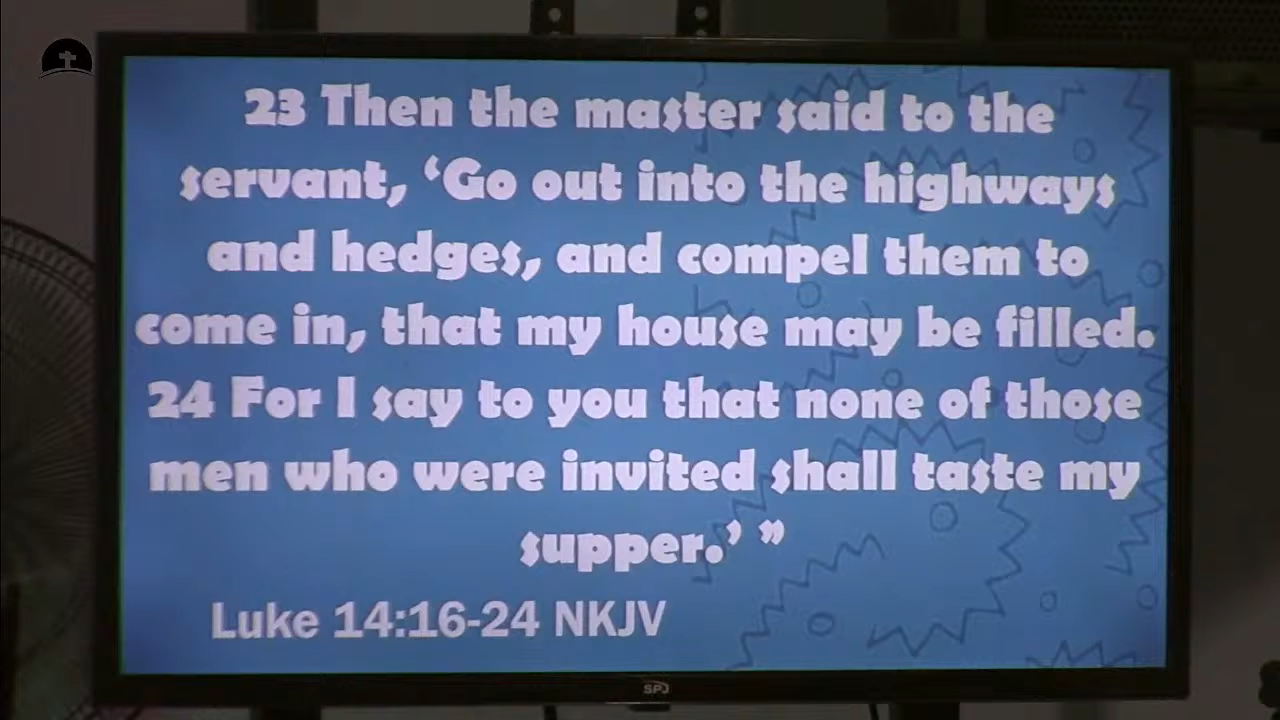 23 Then the master said to the
servant, ‘Go out into the highways
and hedges, and compel them to
come in, that my house may be filled.
24 For I say to you that none of those
men who were invited shall taste my
supper.’ ”
Luke 14:16-24 NKJV
SPJ